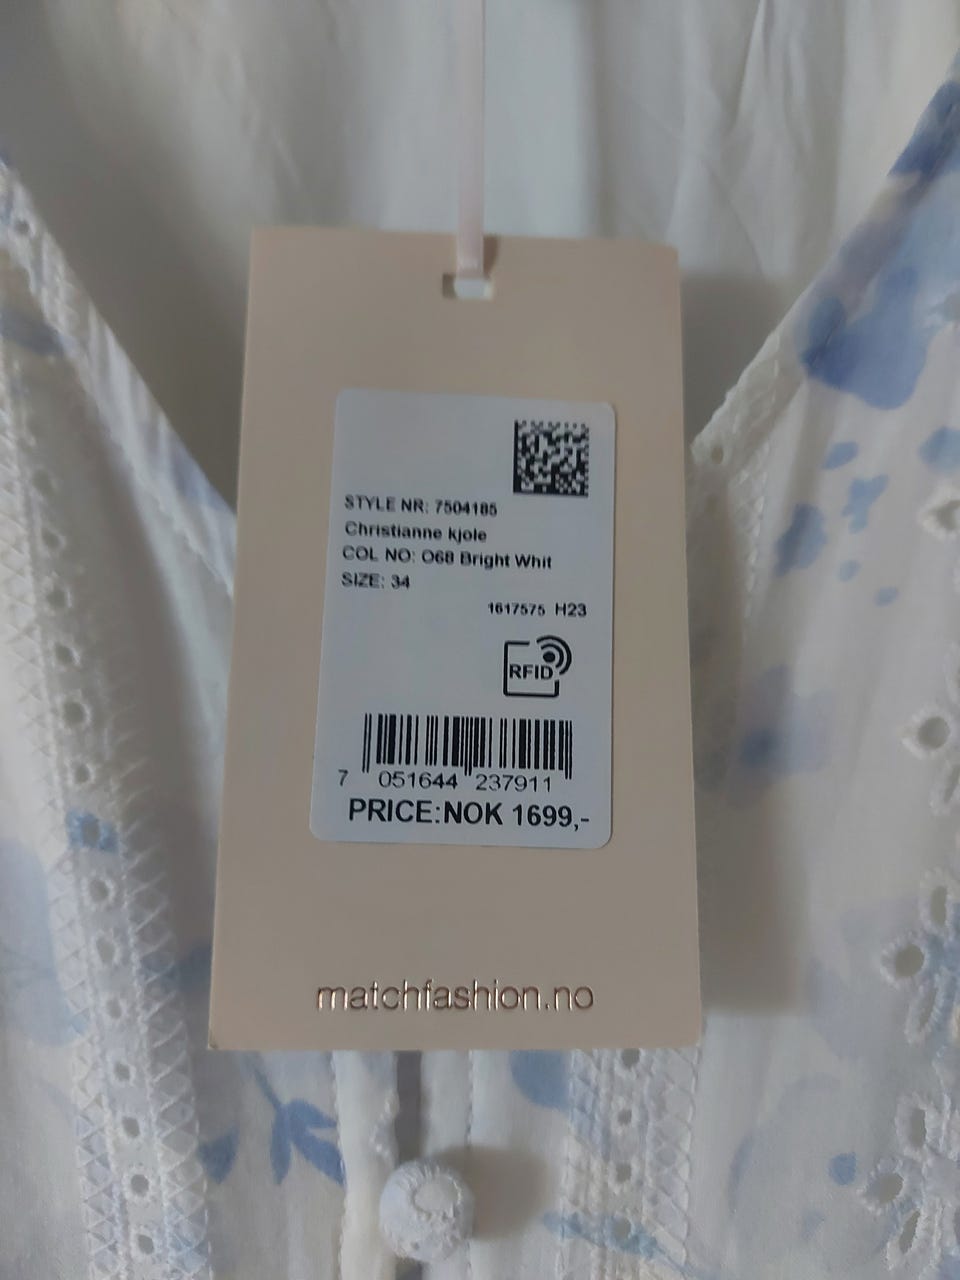 STYLE NR: 7504185
Christianne kjole
COL NO: O68 Bright Whit
SIZE: 34
1617575 H23
RFID
7 051644 237911
PRICE:NOK 1699,-
matchfashion.no